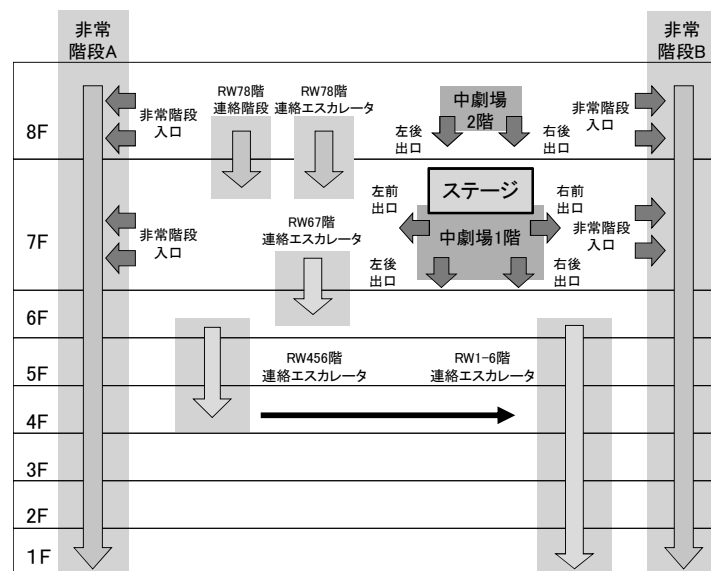 非常
階段A
非常
階段B
RW78階
連絡階段
RW78階
連絡エスカレータ
中劇場
2階
非常階段
入口
左後
出口
右後
出口
非常階段
入口
8F
ステージ
左前
出口
右前
出口
RW67階
連絡エスカレータ
中劇場1階
非常階段
入口
非常階段
入口
7F
左後
出口
右後
出口
6F
RW456階
連絡エスカレータ
RW1-6階
連絡エスカレータ
5F
4F
3F
2F
1F